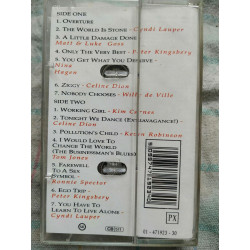 SIDE ONE
1. OVERTURE
2. THE WORLD IS STONE - Cyndi Lauper
3. A LITTLE DAMAGE DONE
Matt & Luke Goss
4. ONLY THE VERY BEST - Peter Kingsbery
5. YOU GET WHAT YOU DESERVE -
Nina
Hagen
6. ZIGGY - Celine Dion
7. NOBODY CHOOSES - Willy de Ville
SIDE TWO
1. WORKING GIRL - Kim Carnes
2. TONIGHT WE DANCE (EXTRAVAGANCE!)
Celine Dion
3. POLLUTION'S CHILD - Kevin Robinson
4. I WOULD LOVE TO
CHANGE THE WORLD
(THE BUSINESSMAN'S BLUES)
Tom Jones
5. FAREWELL
TO A SEX
SYMBOL -
Ronnie Spector
6. EGO TRIP -
Peter Kingsbery
7. YOU HAVE TO
LEARN TO LIVE ALONE -
Cyndi Lauper
PX